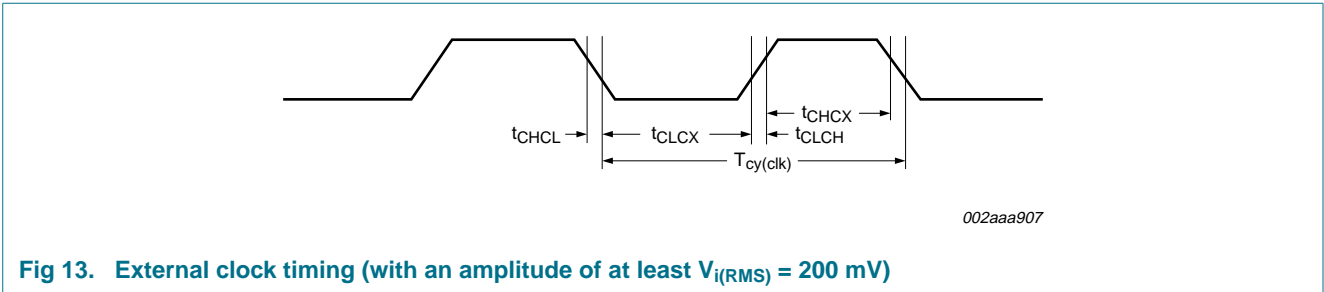 tCHCX
tCHCL tCLCX tCLCH
Tcy(clk)
002aaa907
Fig 13. External clock timing (with an amplitude of at least Vi(RMS) = 200 mV)